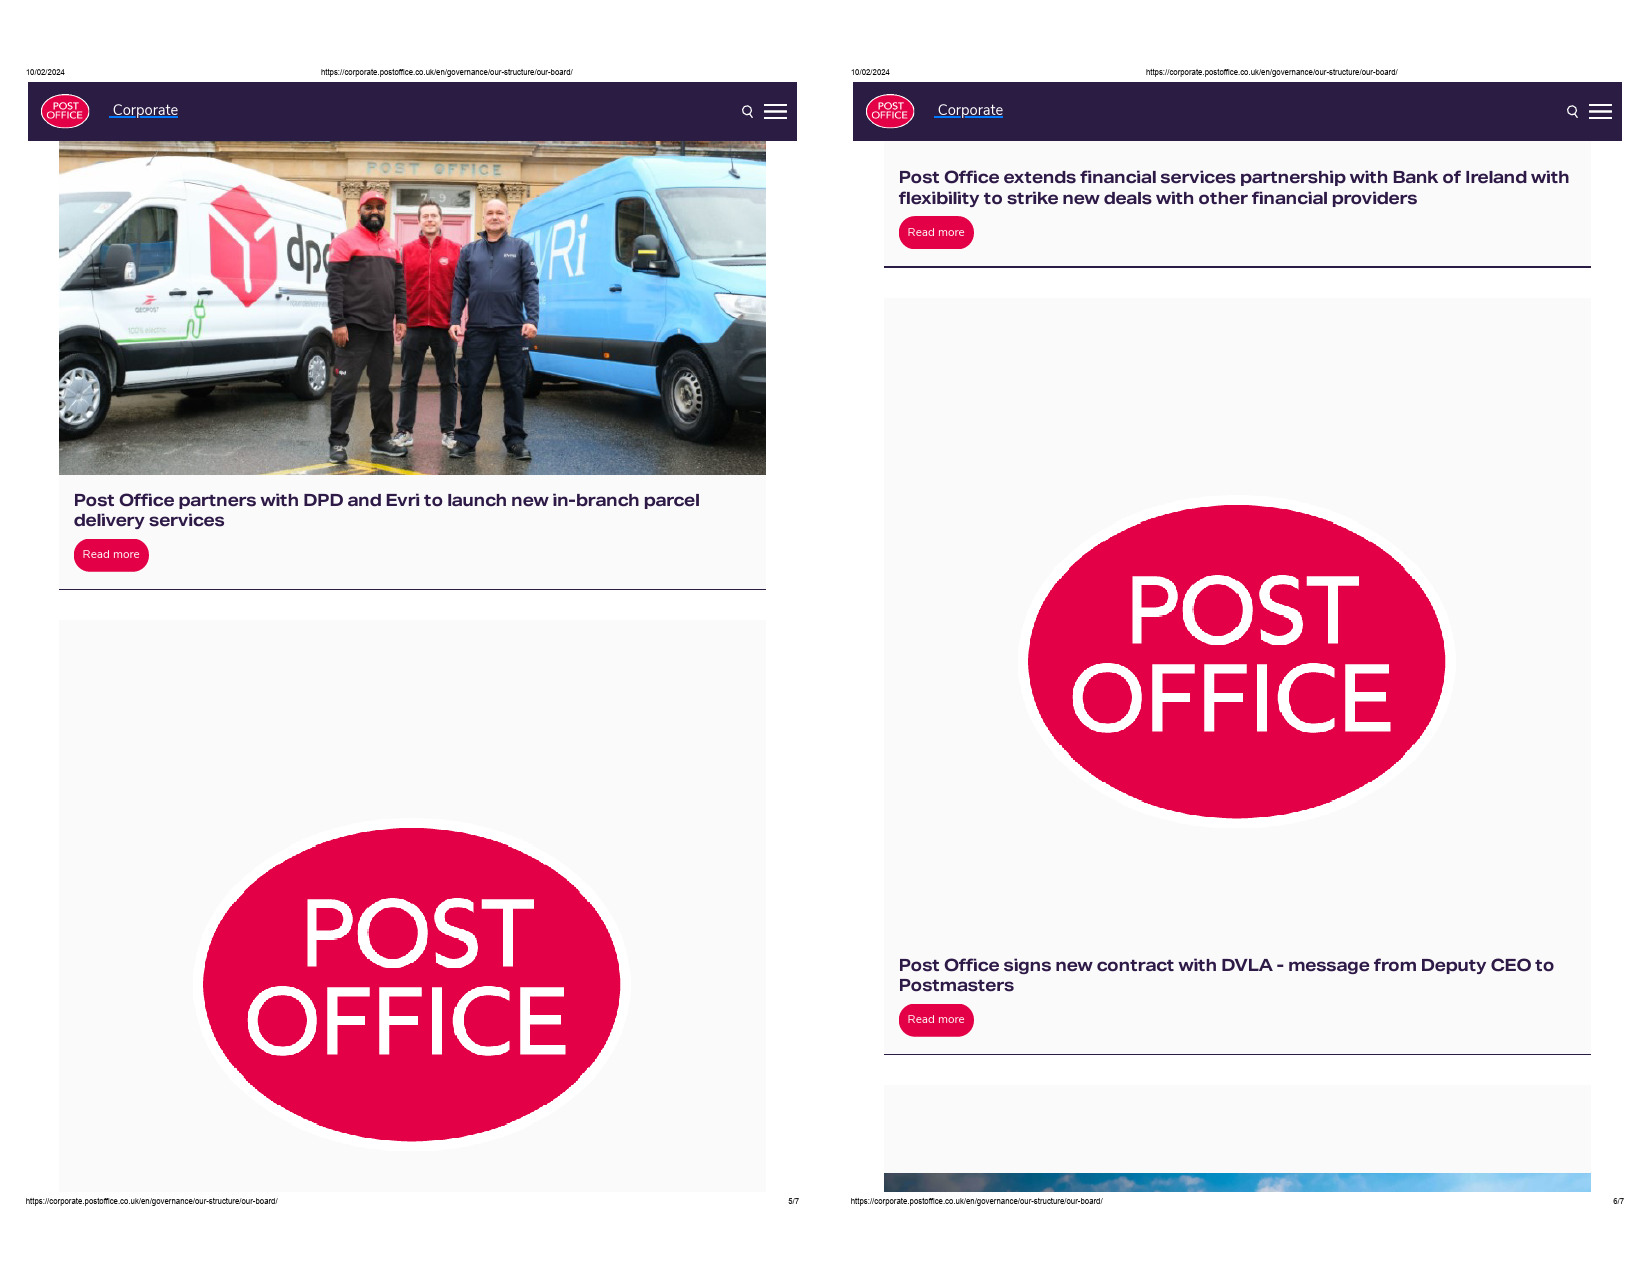 10/02/2024
https://corporate.postoffice.co.uk/en/governance/our-structure/our-board/
POST
OFFICE
Corporate
POST OFFICE
dpd
GEOPOST
100% electric
EVRi
Post Office partners with DPD and Evri to launch new in-branch parcel
delivery services
Read more
POST
OFFICE
https://corporate.postoffice.co.uk/en/governance/our-structure/our-board/
5/7
10/02/2024
https://corporate.postoffice.co.uk/en/governance/our-structure/our-board/
POST
OFFICE
Corporate
Post Office extends financial services partnership with Bank of Ireland with
flexibility to strike new deals with other financial providers
Read more
POST
OFFICE
Post Office signs new contract with DVLA - message from Deputy CEO to
Postmasters
Read more
https://corporate.postoffice.co.uk/en/governance/our-structure/our-board/
6/7